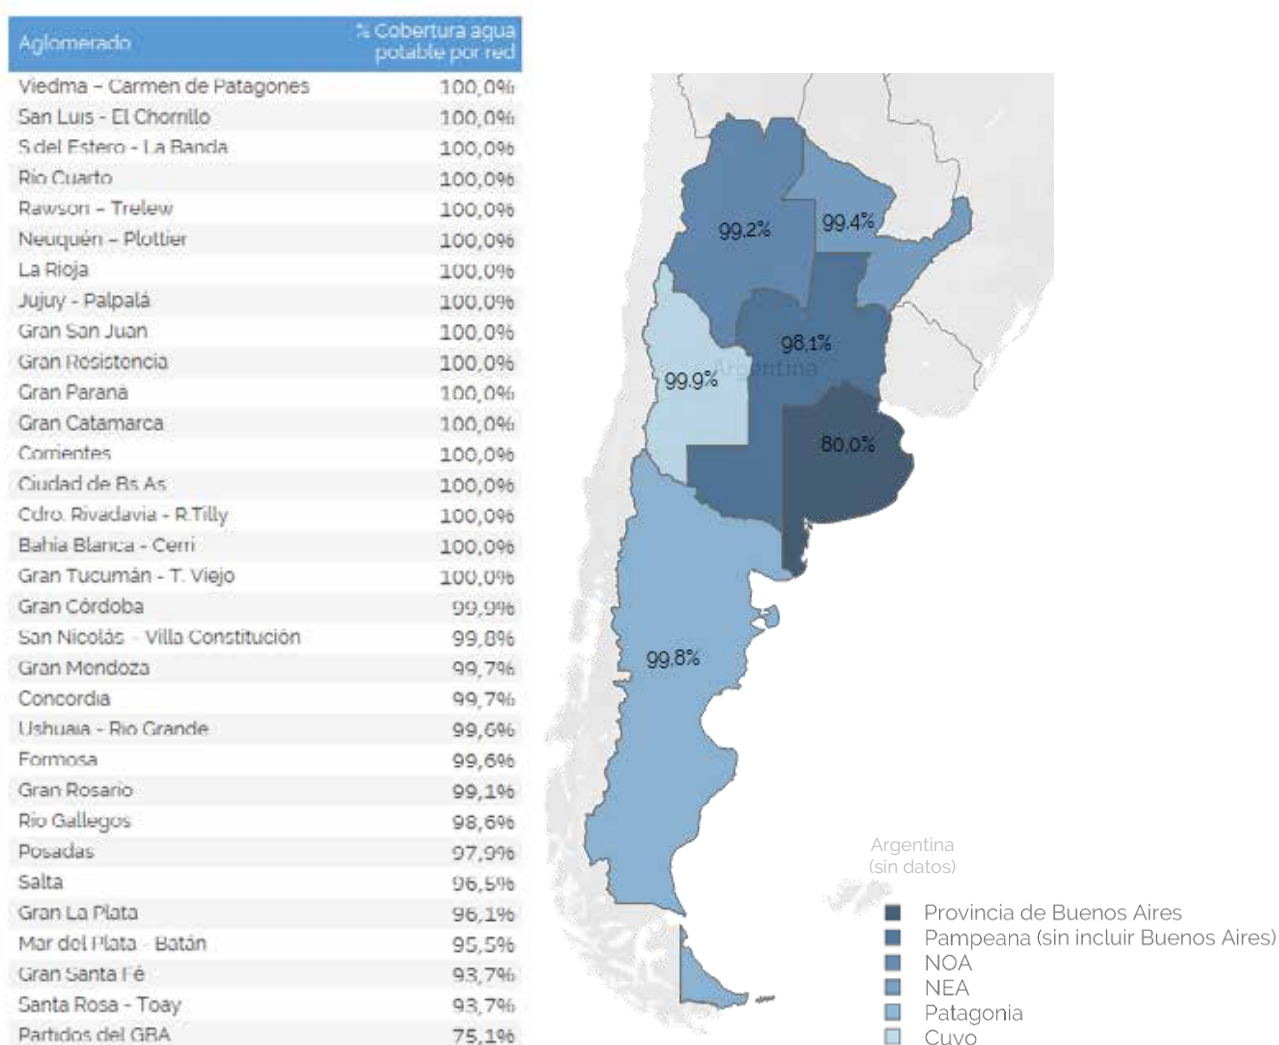 Aglomerado
% Cobertura agua
potable por red
Viedma – Carmen de Patagones 100,0%
San Luis - El Chorrillo 100,0%
S.del Estero - La Banda 100,0%
Río Cuarto 100,0%
Rawson – Trelew 100,0%
Neuquén – Plottier 100,0%
La Rioja 100,0%
Jujuy - Palpalá 100,0%
Gran San Juan 100,0%
Gran Resistencia 100,0%
Gran Parana 100,0%
Gran Catamarca 100,0%
Corrientes 100,0%
Ciudad de Bs As 100,0%
Cdro. Rivadavia - R.Tilly 100,0%
Bahía Blanca - Cerri 100,0%
Gran Tucumán - T. Viejo 100,0%
Gran Córdoba 99,9%
San Nicolás - Villa Constitución 99,8%
Gran Mendoza 99,7%
Concordia 99,7%
Ushuaia - Rio Grande 99,6%
Formosa 99,6%
Gran Rosario 99,1%
Río Gallegos 98,6%
Posadas 97,9%
Salta 96,5%
Gran La Plata 96,1%
Mar del Plata - Batán 95,5%
Gran Santa Fé 93,7%
Santa Rosa - Toay 93,7%
Partidos del GBA 75,1%
99,2%
99,4%
98,1%
Argentina
99,9%
80,0%
99,8%
Argentina
(sin datos)
Provincia de Buenos Aires
Pampeana (sin incluir Buenos Aires)
NOA
NEA
Patagonia
Cuyo